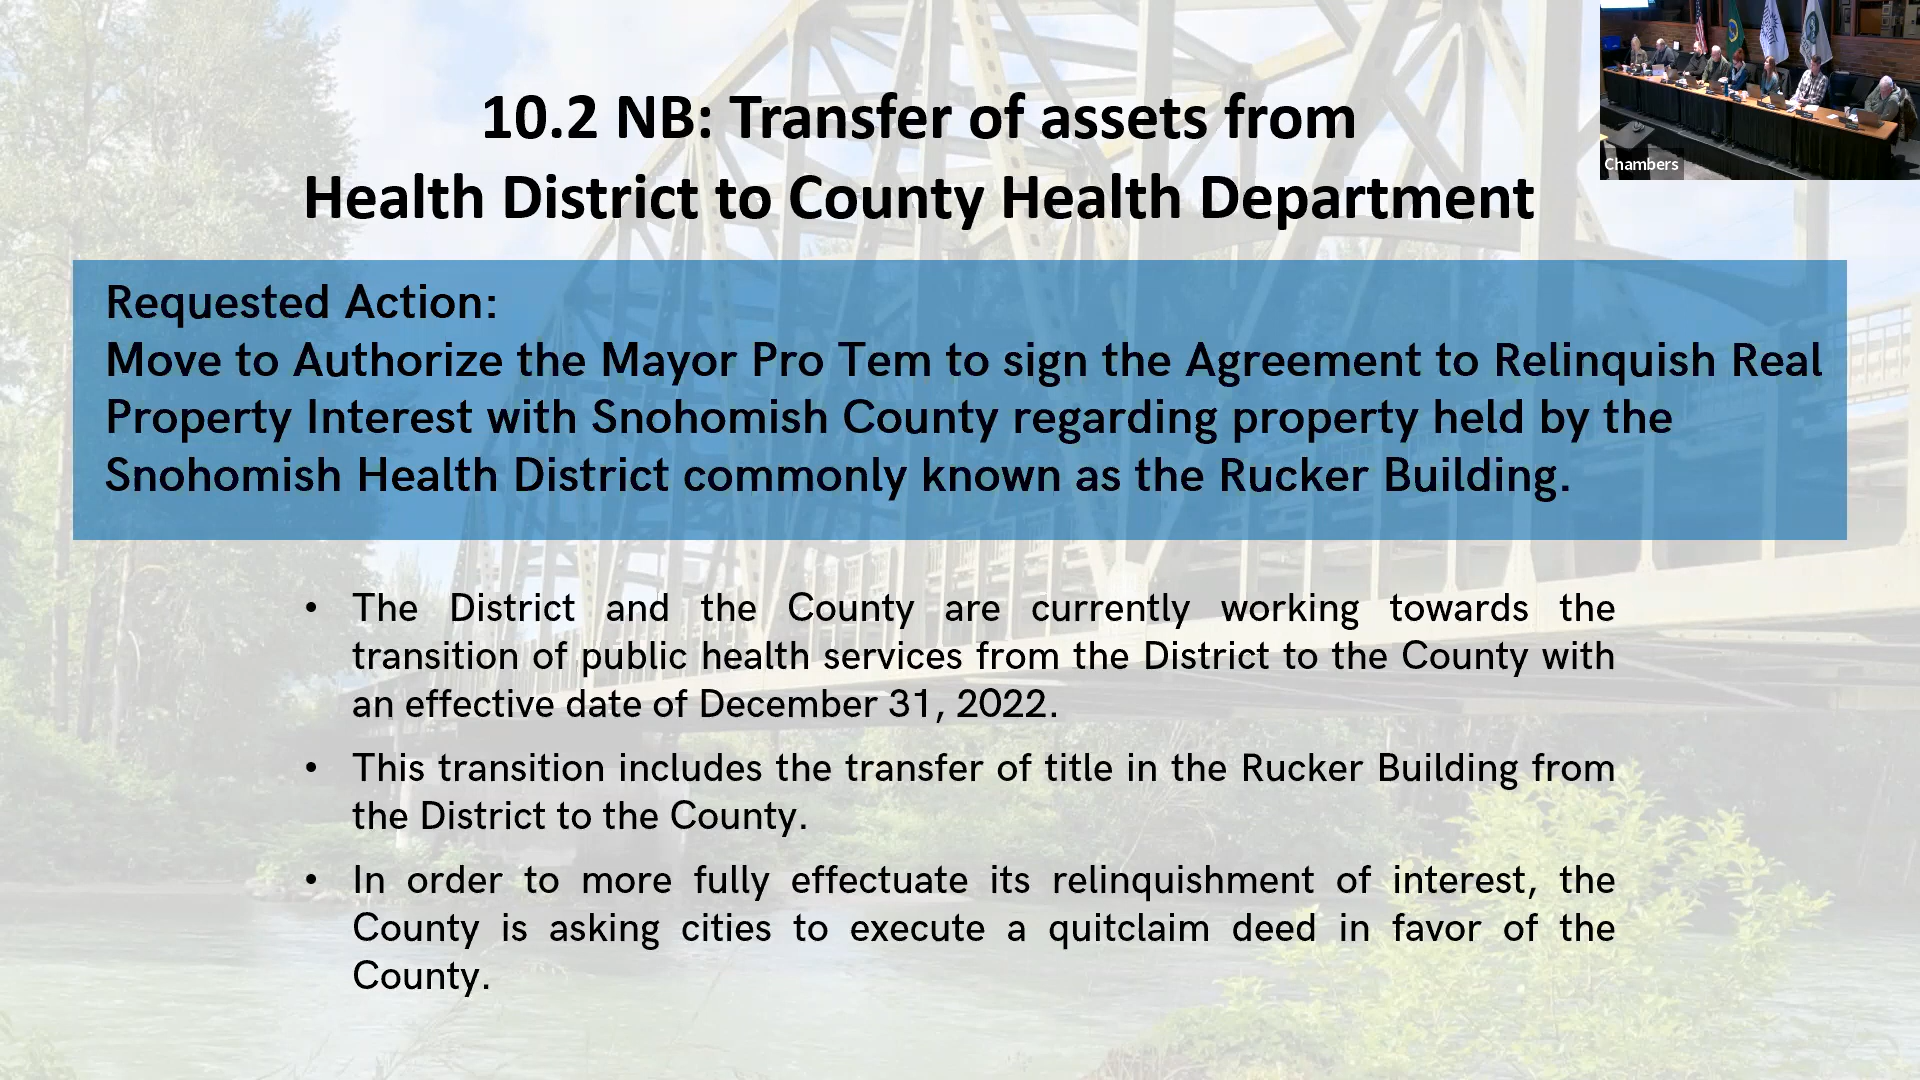 10.2 NB: Transfer of assets from
Health District to County Health Department
Chambers
Requested Action:
Move to Authorize the Mayor Pro Tem to sign the Agreement to Relinquish Real
Property Interest with Snohomish County regarding property held by the
Snohomish Health District commonly known as the Rucker Building.
• The District and the County are currently working towards the
transition of public health services from the District to the County with
an effective date of December 31, 2022.
• This transition includes the transfer of title in the Rucker Building from
the District to the County.
• In order to more fully effectuate its relinquishment of interest, the
County is asking cities to execute a quitclaim deed in favor of the
County.